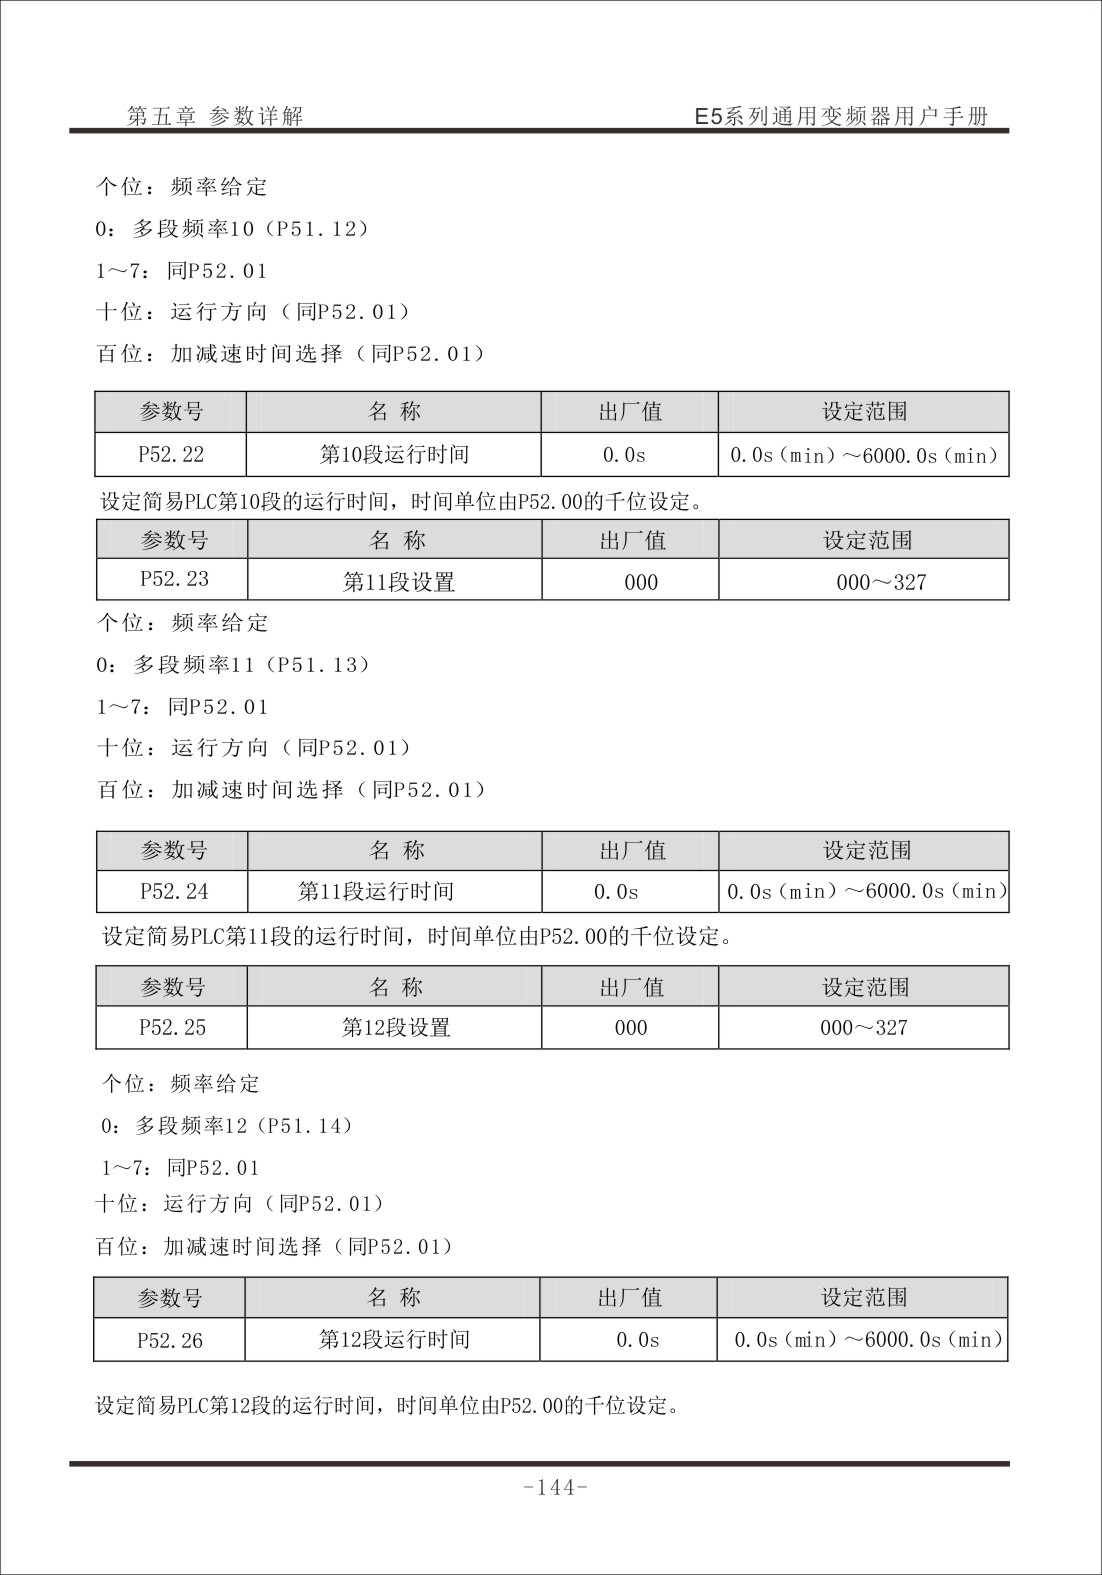 第五章 参数详解 E5系列通用变频器用户手册
个位：频率给定
0：多段频率10（P51.12）
1～7：同P52.01
十位：运行方向（同P52.01）
百位：加减速时间选择（同P52.01）
参数号 名 称 出厂值 设定范围
P52.22 第10段运行时间 0.0s 0.0s（min）～6000.0s（min）
设定简易PLC第10段的运行时间，时间单位由P52.00的千位设定。
参数号 名 称 出厂值 设定范围
P52.23 第11段设置 000 000～327
个位：频率给定
0：多段频率11（P51.13）
1～7：同P52.01
十位：运行方向（同P52.01）
百位：加减速时间选择（同P52.01）
参数号 名 称 出厂值 设定范围
P52.24 第11段运行时间 0.0s 0.0s（min）～6000.0s（min）
设定简易PLC第11段的运行时间，时间单位由P52.00的千位设定。
参数号 名 称 出厂值 设定范围
P52.25 第12段设置 000 000～327
个位：频率给定
0：多段频率12（P51.14）
1～7：同P52.01
十位：运行方向（同P52.01）
百位：加减速时间选择（同P52.01）
参数号 名 称 出厂值 设定范围
P52.26 第12段运行时间 0.0s 0.0s（min）～6000.0s（min）
设定简易PLC第12段的运行时间，时间单位由P52.00的千位设定。
-144-